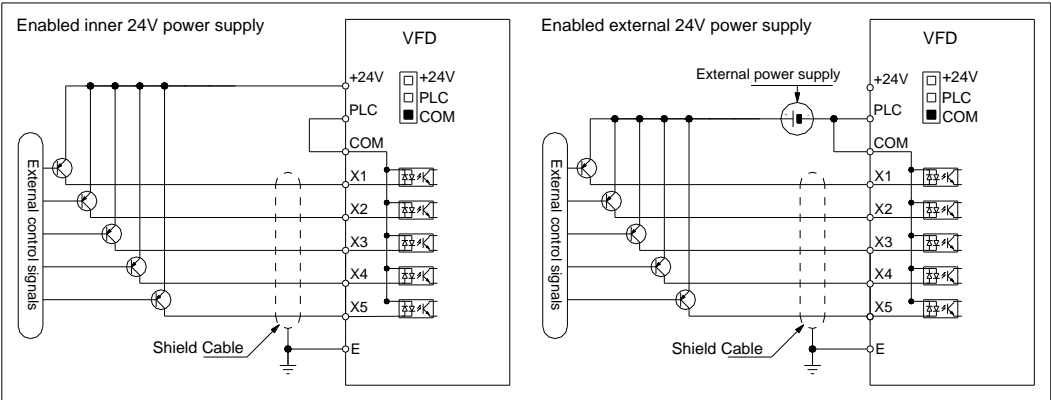 Enabled inner 24V power supply
VFD
+24V
+24V
PLC
COM
PLC
COM
External control signals
X1
X2
X3
X4
X5
Shield Cable
E
Enabled external 24V power supply
VFD
External power supply
+24V
+24V
PLC
COM
PLC
COM
External control signals
X1
X2
X3
X4
X5
Shield Cable
E